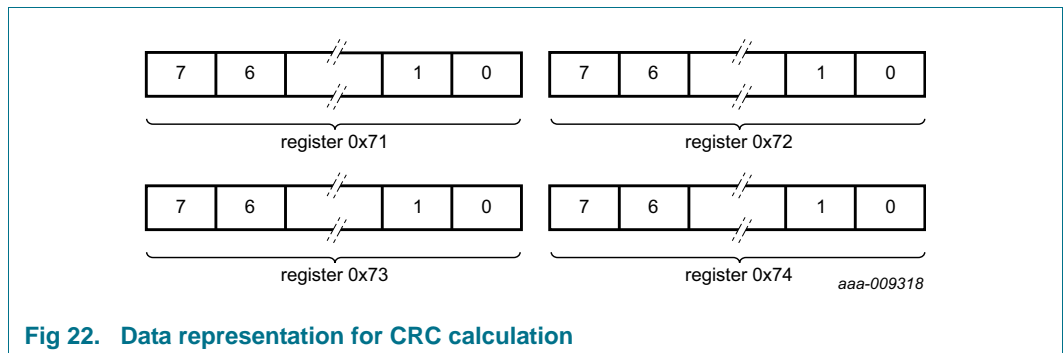 7 6 1 0 7 6 1 0
register 0x71 register 0x72
7 6 1 0 7 6 1 0
register 0x73 register 0x74
aaa-009318
Fig 22. Data representation for CRC calculation